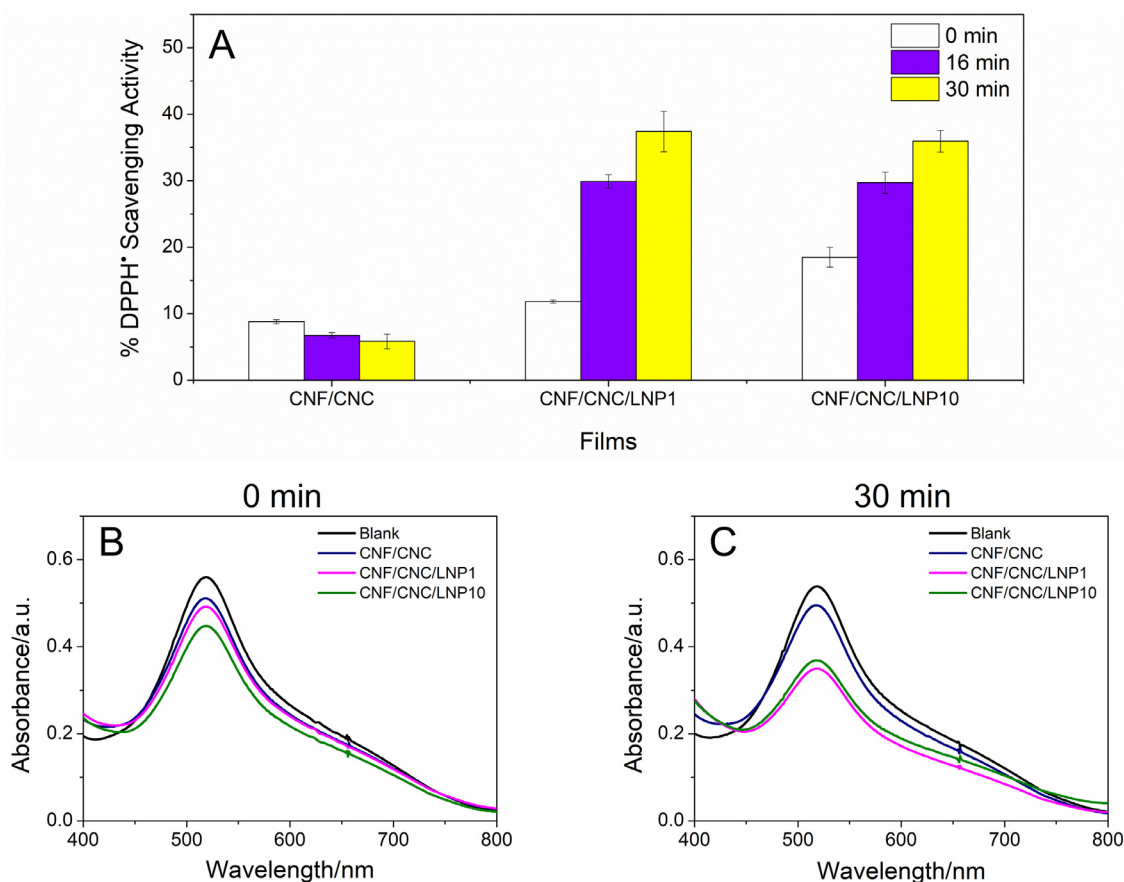 A
0 min
16 min
30 min
% DPPH• Scavenging Activity
50
40
30
20
10
0
CNF/CNC
CNF/CNC/LNP1
CNF/CNC/LNP10
Films
0 min
B
Blank
CNF/CNC
CNF/CNC/LNP1
CNF/CNC/LNP10
Absorbance/a.u.
0.6
0.4
0.2
0.0
400 500 600 700 800
Wavelength/nm
30 min
C
Blank
CNF/CNC
CNF/CNC/LNP1
CNF/CNC/LNP10
Absorbance/a.u.
0.6
0.4
0.2
0.0
400 500 600 700 800
Wavelength/nm